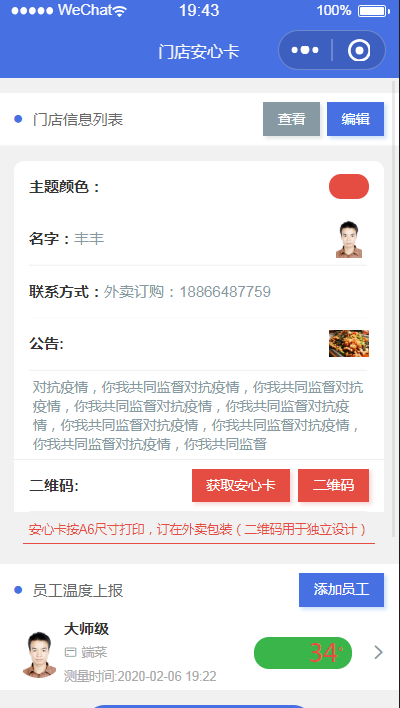 WeChat 19:43 100%
门店安心卡
门店信息列表 查看 编辑
主题颜色：
名字：丰丰
联系方式：外卖订购：18866487759
公告:
对抗疫情，你我共同监督对抗疫情，你我共同监督对抗
疫情，你我共同监督对抗疫情，你我共同监督对抗疫
情，你我共同监督对抗疫情，你我共同监督对抗疫情，
你我共同监督对抗疫情，你我共同监督
二维码: 获取安心卡 二维码
安心卡按A6尺寸打印，订在外卖包装（二维码用于独立设计）
员工温度上报 添加员工
大师级
端菜 34°
测量时间:2020-02-06 19:22